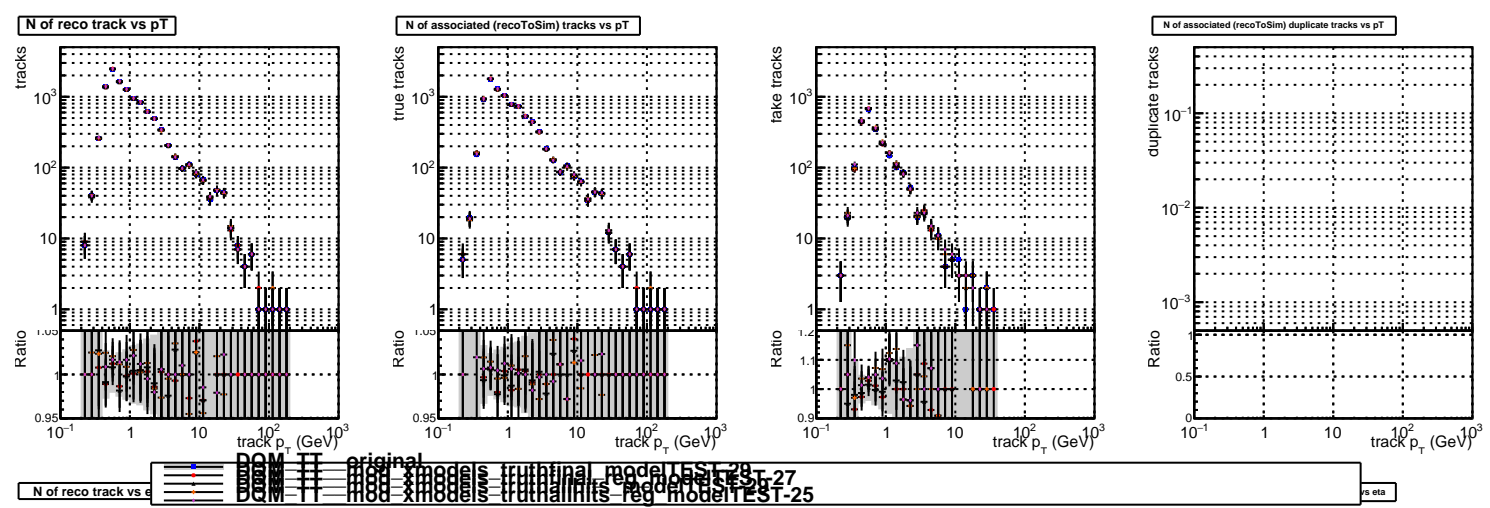 N of reco track vs pT
N of associated (recoToSim) tracks vs pT
N of associated (recoToSim) duplicate tracks vs pT
tracks
10³
10²
10
1
Ratio
1.05
1
0.95
10⁻¹ 1 10 10² 10³
track p_T (GeV)
true tracks
10³
10²
10
1
Ratio
1.05
1
0.95
10⁻¹ 1 10 10² 10³
track p_T (GeV)
fake tracks
10³
10²
10
1
Ratio
1.2
1.1
1
0.9
10⁻¹ 1 10 10² 10³
track p_T (GeV)
duplicate tracks
10⁻¹
10⁻²
10⁻³
Ratio
1
0.5
0
10⁻¹ 1 10 10² 10³
track p_T (GeV)
DQM_TT__original
DQM_TT__mod_xmodels_truthallhits_reg_modelTEST-25
N of reco track vs e
vs eta